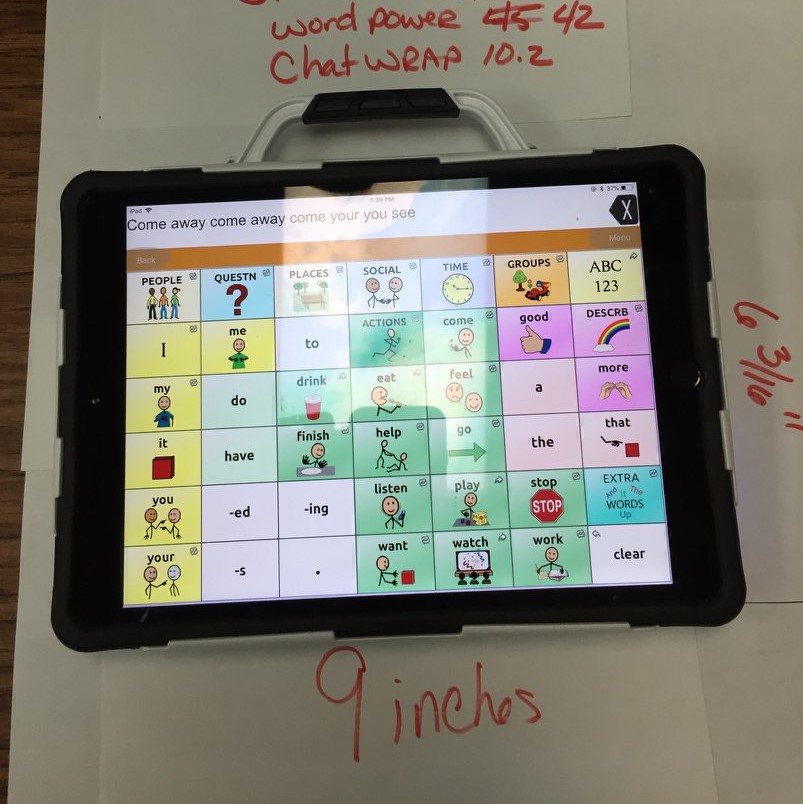 word power 45 42
Chat WRAP 10.2
iPad 1:39 PM 37%
Come away come away come your you see X
Back Menu
PEOPLE QUESTN PLACES SOCIAL TIME GROUPS ABC 123
I me to ACTIONS come good DESCRB
my do drink eat feel a more
it have finish help go the that
you -ed -ing listen play stop STOP EXTRA And It The WORDS Up
your -s . want watch work clear
6 3/16"
9 inches